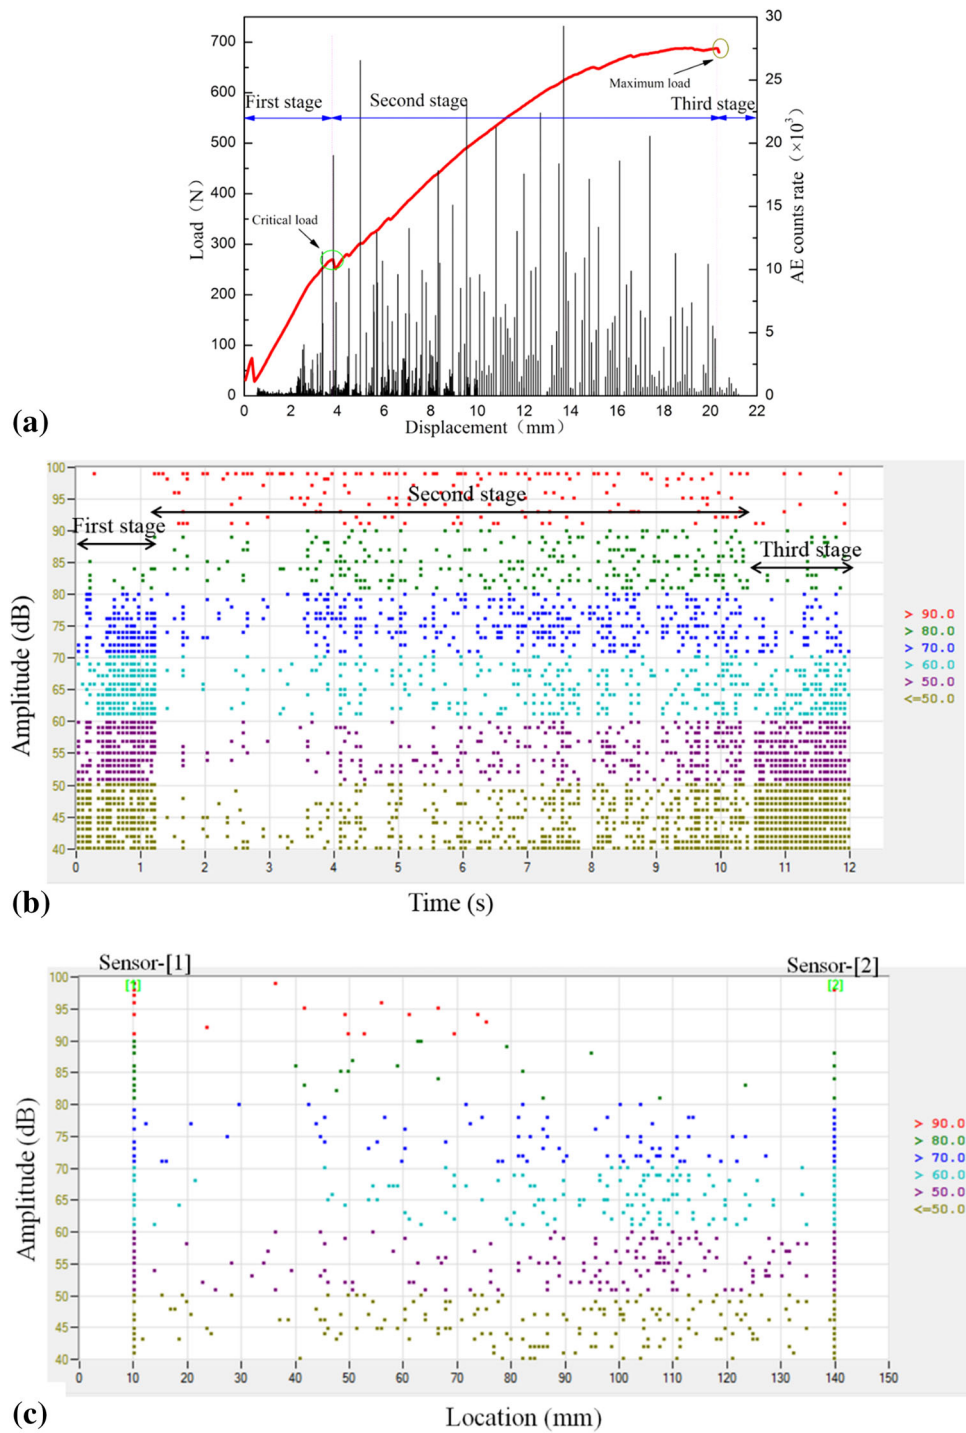 700
600
500
400
300
200
100
0
Load（N）
30
25
20
15
10
5
0
AE counts rate（×10³）
Maximum load
First stage
Second stage
Third stage
Critical load
0 2 4 6 8 10 12 14 16 18 20 22
Displacement（mm）
(a)
100
95
90
85
80
75
70
65
60
55
50
45
40
Amplitude (dB)
Second stage
First stage
Third stage
> 90.0
> 80.0
> 70.0
> 60.0
> 50.0
<=50.0
0 1 2 3 4 5 6 7 8 9 10 11 12
Time (s)
(b)
Sensor-[1]
Sensor-[2]
[1]
[2]
100
95
90
85
80
75
70
65
60
55
50
45
40
Amplitude (dB)
> 90.0
> 80.0
> 70.0
> 60.0
> 50.0
<=50.0
0 10 20 30 40 50 60 70 80 90 100 110 120 130 140 150
Location (mm)
(c)